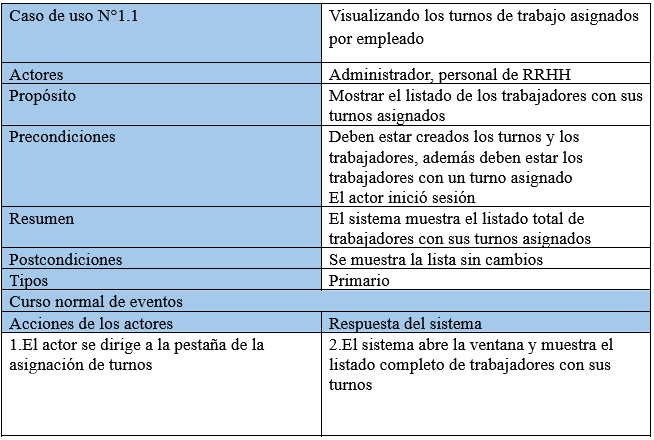 Caso de uso N°1.1
Visualizando los turnos de trabajo asignados
por empleado
Actores
Administrador, personal de RRHH
Propósito
Mostrar el listado de los trabajadores con sus
turnos asignados
Precondiciones
Deben estar creados los turnos y los
trabajadores, además deben estar los
trabajadores con un turno asignado
El actor inició sesión
Resumen
El sistema muestra el listado total de
trabajadores con sus turnos asignados
Postcondiciones
Se muestra la lista sin cambios
Tipos
Primario
Curso normal de eventos
Acciones de los actores
Respuesta del sistema
1.El actor se dirige a la pestaña de la
asignación de turnos
2.El sistema abre la ventana y muestra el
listado completo de trabajadores con sus
turnos